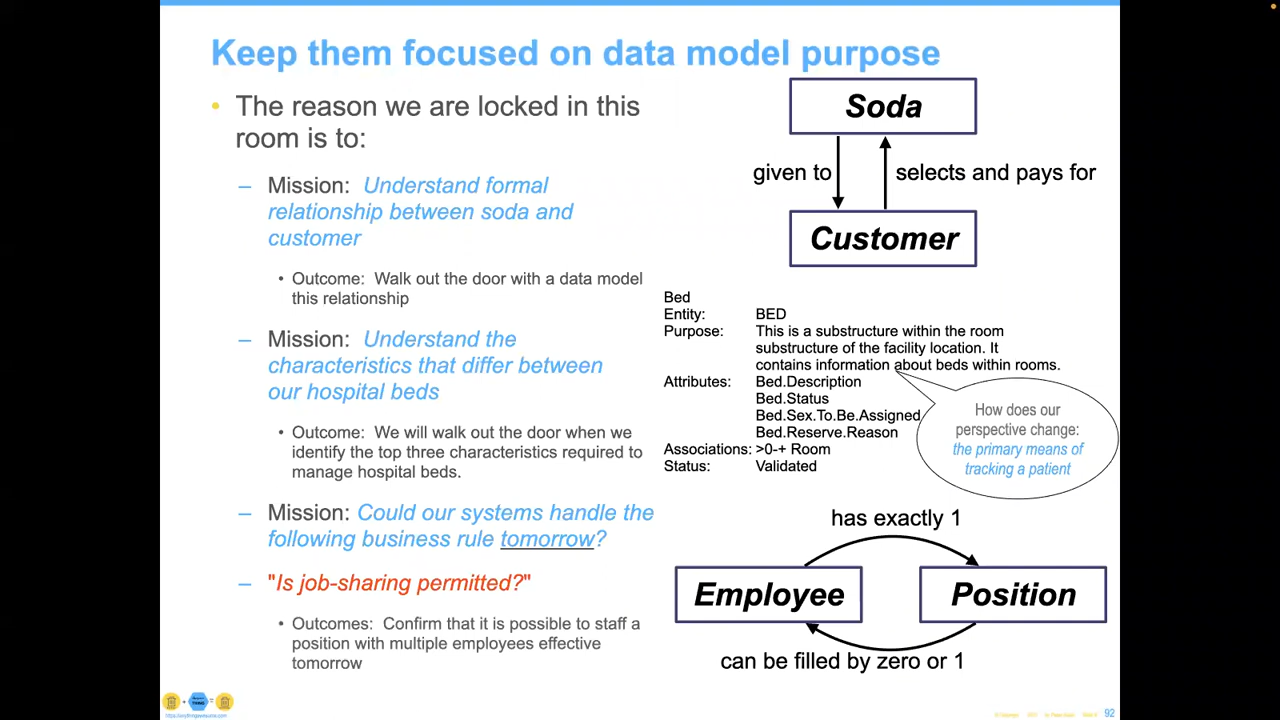 Keep them focused on data model purpose
• The reason we are locked in this
room is to:
– Mission: Understand formal
relationship between soda and
customer
• Outcome: Walk out the door with a data model
this relationship
– Mission: Understand the
characteristics that differ between
our hospital beds
• Outcome: We will walk out the door when we
identify the top three characteristics required to
manage hospital beds.
– Mission: Could our systems handle the
following business rule tomorrow?
– "Is job-sharing permitted?"
• Outcomes: Confirm that it is possible to staff a
position with multiple employees effective
tomorrow
Soda
given to
selects and pays for
Customer
Bed
Entity: BED
Purpose: This is a substructure within the room
substructure of the facility location. It
contains information about beds within rooms.
Attributes: Bed.Description
Bed.Status
Bed.Sex.To.Be.Assigned
Bed.Reserve.Reason
Associations: >0-+ Room
Status: Validated
How does our
perspective change:
the primary means of
tracking a patient
has exactly 1
Employee
Position
can be filled by zero or 1
92